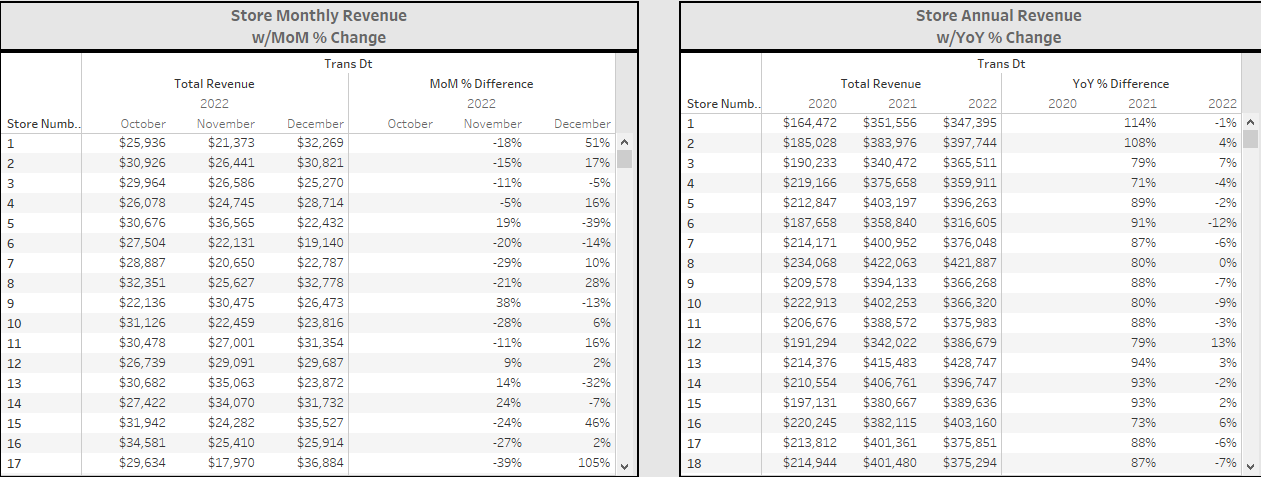 Store Monthly Revenue
w/MoM % Change
Trans Dt
Total Revenue MoM % Difference
2022 2022
Store Numb.. October November December October November December
1 $25,936 $21,373 $32,269 -18% 51%
2 $30,926 $26,441 $30,821 -15% 17%
3 $29,964 $26,586 $25,270 -11% -5%
4 $26,078 $24,745 $28,714 -5% 16%
5 $30,676 $36,565 $22,432 19% -39%
6 $27,504 $22,131 $19,140 -20% -14%
7 $28,887 $20,650 $22,787 -29% 10%
8 $32,351 $25,627 $32,778 -21% 28%
9 $22,136 $30,475 $26,473 38% -13%
10 $31,126 $22,459 $23,816 -28% 6%
11 $30,478 $27,001 $31,354 -11% 16%
12 $26,739 $29,091 $29,687 9% 2%
13 $30,682 $35,063 $23,872 14% -32%
14 $27,422 $34,070 $31,732 24% -7%
15 $31,942 $24,282 $35,527 -24% 46%
16 $34,581 $25,410 $25,914 -27% 2%
17 $29,634 $17,970 $36,884 -39% 105%
Store Annual Revenue
w/YoY % Change
Trans Dt
Total Revenue YoY % Difference
Store Numb.. 2020 2021 2022 2020 2021 2022
1 $164,472 $351,556 $347,395 114% -1%
2 $185,028 $383,976 $397,744 108% 4%
3 $190,233 $340,472 $365,511 79% 7%
4 $219,166 $375,658 $359,911 71% -4%
5 $212,847 $403,197 $396,263 89% -2%
6 $187,658 $358,840 $316,605 91% -12%
7 $214,171 $400,952 $376,048 87% -6%
8 $234,068 $422,063 $421,887 80% 0%
9 $209,578 $394,133 $366,268 88% -7%
10 $222,913 $402,253 $366,320 80% -9%
11 $206,676 $388,572 $375,983 88% -3%
12 $191,294 $342,022 $386,679 79% 13%
13 $214,376 $415,483 $428,747 94% 3%
14 $210,554 $406,761 $396,747 93% -2%
15 $197,131 $380,667 $389,636 93% 2%
16 $220,245 $382,115 $403,160 73% 6%
17 $213,812 $401,361 $375,851 88% -6%
18 $214,944 $401,480 $375,294 87% -7%